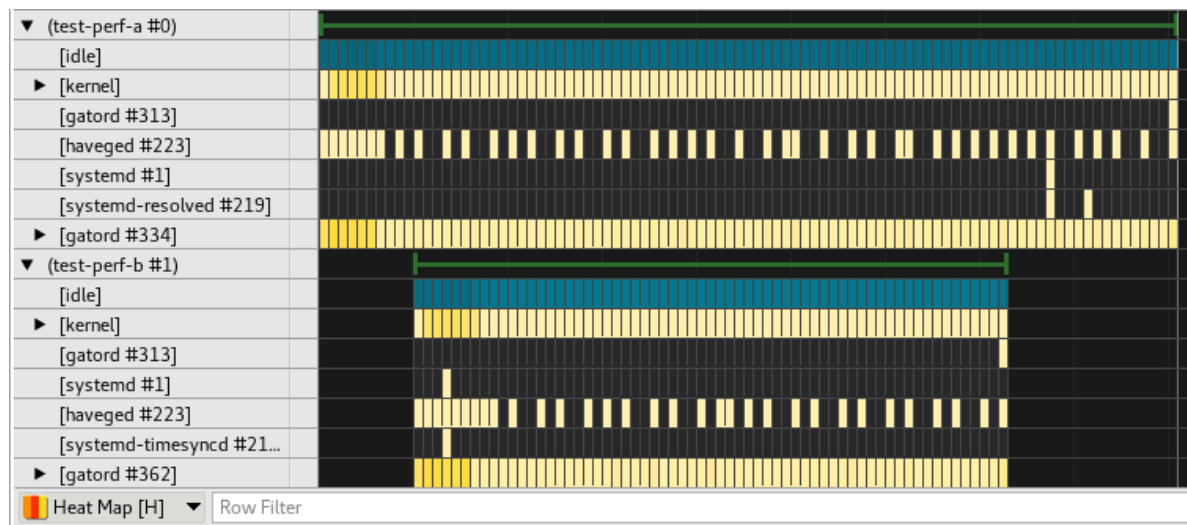 (test-perf-a #0)
[idle]
[kernel]
[gatord #313]
[haveged #223]
[systemd #1]
[systemd-resolved #219]
[gatord #334]
(test-perf-b #1)
[idle]
[kernel]
[gatord #313]
[systemd #1]
[haveged #223]
[systemd-timesyncd #21...
[gatord #362]
Heat Map [H] Row Filter